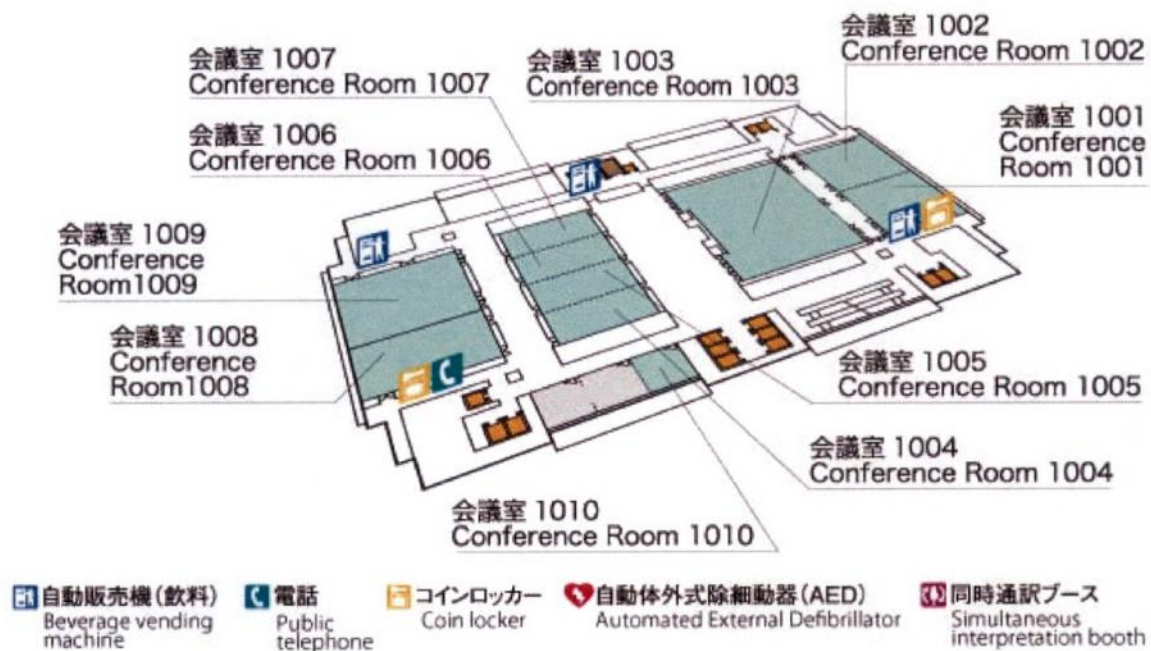 会議室 1007
Conference Room 1007
会議室 1003
Conference Room 1003
会議室 1002
Conference Room 1002
会議室 1006
Conference Room 1006
会議室 1001
Conference
Room 1001
会議室 1009
Conference
Room1009
会議室 1008
Conference
Room1008
会議室 1005
Conference Room 1005
会議室 1004
Conference Room 1004
会議室 1010
Conference Room 1010
自動販売機(飲料)
Beverage vending
machine
電話
Public
telephone
コインロッカー
Coin locker
自動体外式除細動器(AED)
Automated External Defibrillator
同時通訳ブース
Simultaneous
interpretation booth